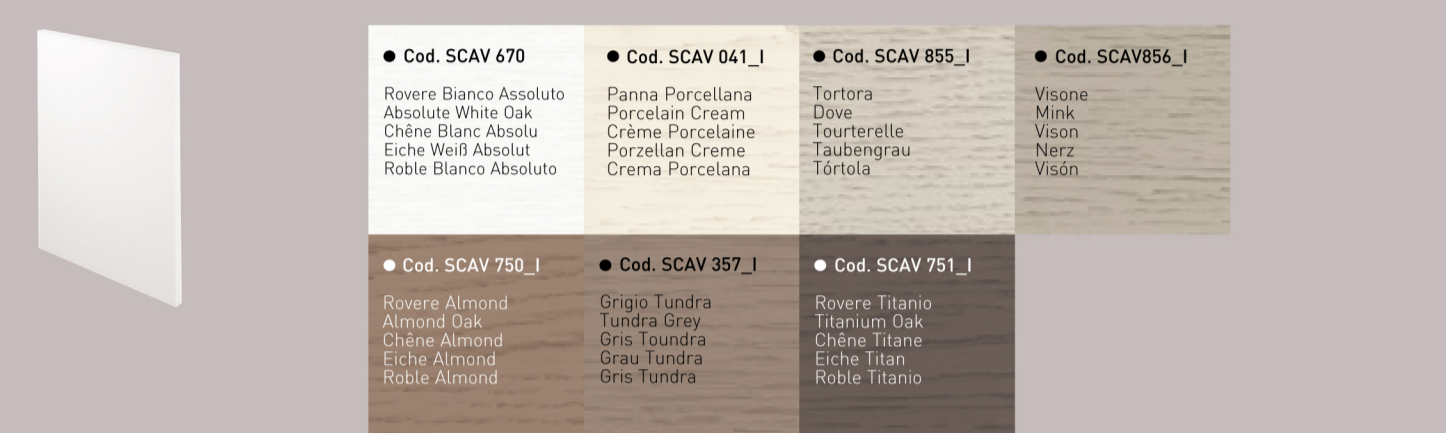 Cod. SCAV 670
Rovere Bianco Assoluto
Absolute White Oak
Chêne Blanc Absolu
Eiche Weiß Absolut
Roble Blanco Absoluto
Cod. SCAV 041_I
Panna Porcellana
Porcelain Cream
Crème Porcelaine
Porzellan Creme
Crema Porcelana
Cod. SCAV 855_I
Tortora
Dove
Tourterelle
Taubengrau
Tórtola
Cod. SCAV856_I
Visone
Mink
Vison
Nerz
Visón
Cod. SCAV 750_I
Rovere Almond
Almond Oak
Chêne Almond
Eiche Almond
Roble Almond
Cod. SCAV 357_I
Grigio Tundra
Tundra Grey
Gris Toundra
Grau Tundra
Gris Tundra
Cod. SCAV 751_I
Rovere Titanio
Titanium Oak
Chêne Titane
Eiche Titan
Roble Titanio